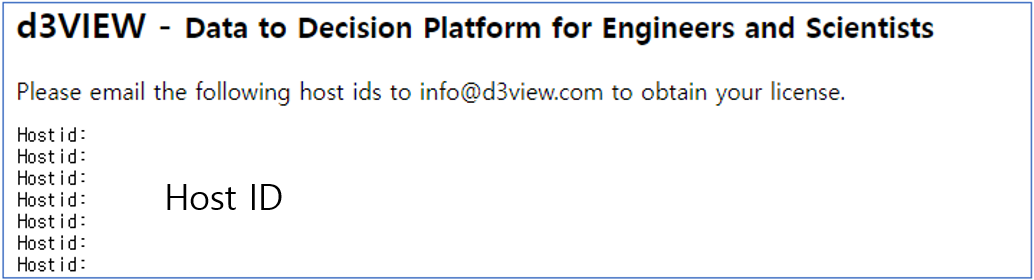 d3VIEW - Data to Decision Platform for Engineers and Scientists
Please email the following host ids to info@d3view.com to obtain your license.
Hostid:
Hostid:
Hostid:
Hostid:
Hostid:
Hostid:
Hostid:
Host ID